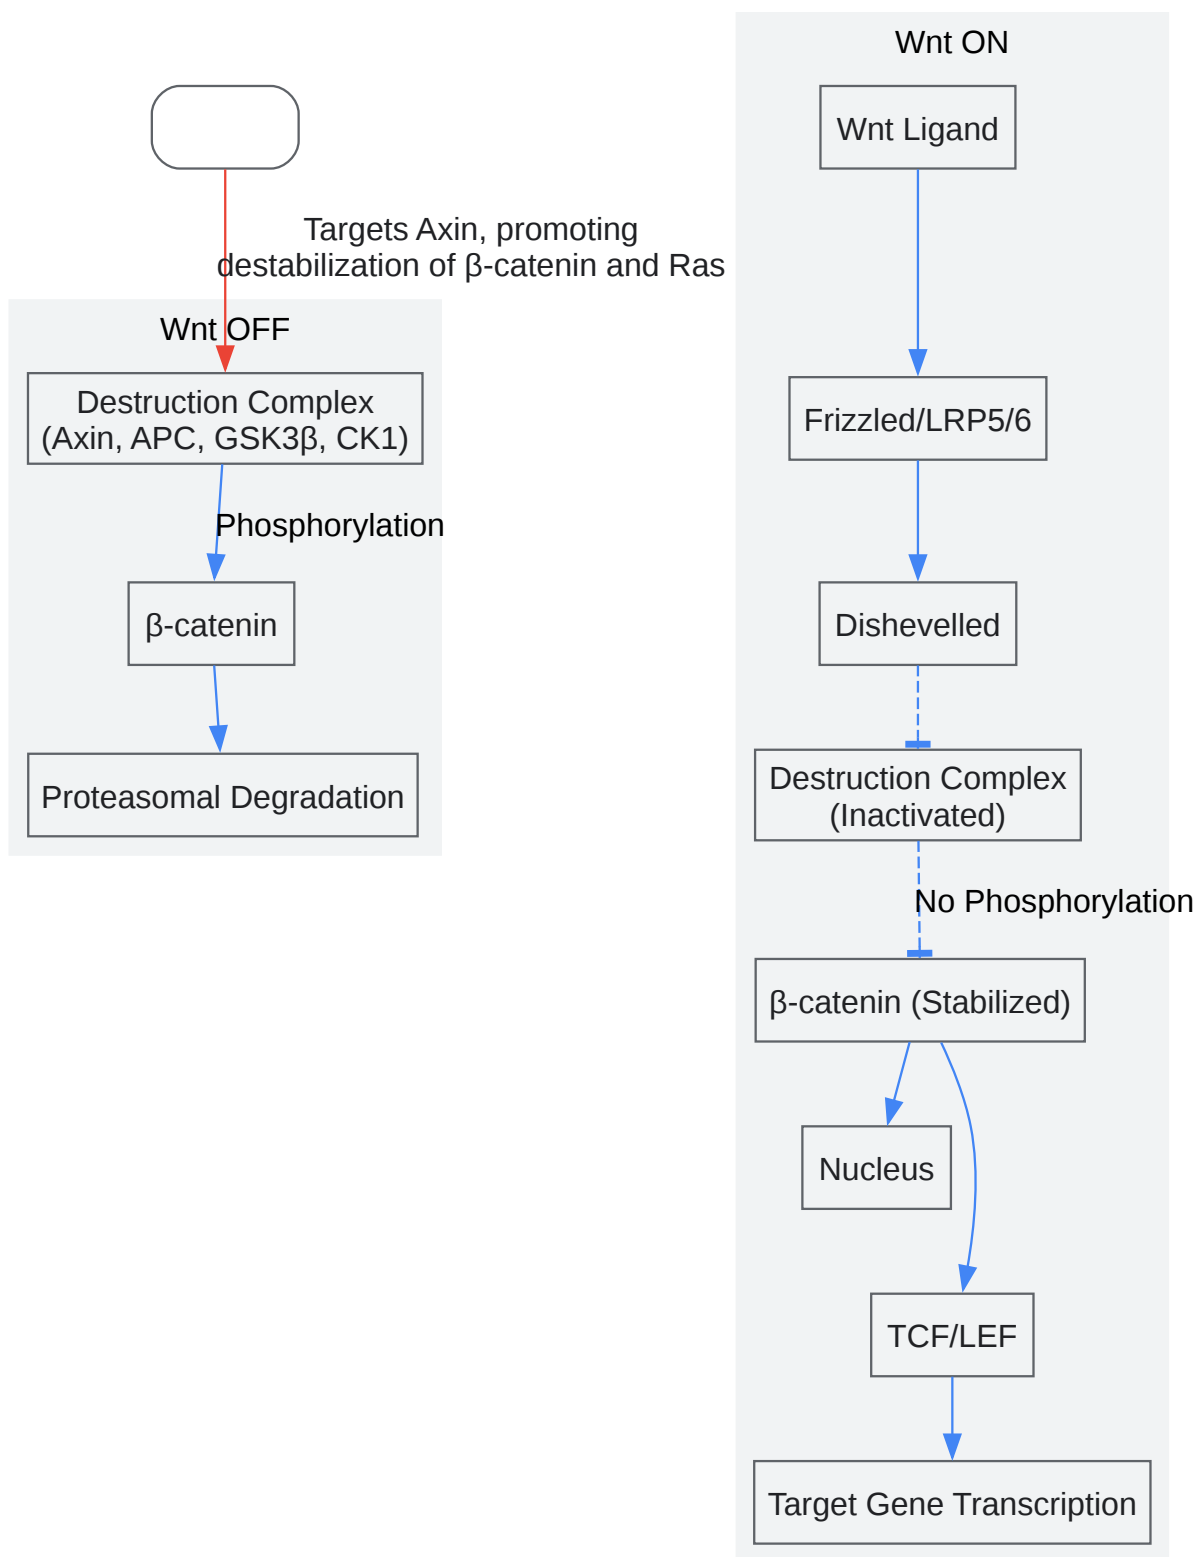 Targets Axin, promoting
destabilization of β-catenin and Ras
Wnt OFF
Destruction Complex
(Axin, APC, GSK3β, CK1)
Phosphorylation
β-catenin
Proteasomal Degradation
Wnt ON
Wnt Ligand
Frizzled/LRP5/6
Dishevelled
Destruction Complex
(Inactivated)
No Phosphorylation
β-catenin (Stabilized)
Nucleus
TCF/LEF
Target Gene Transcription